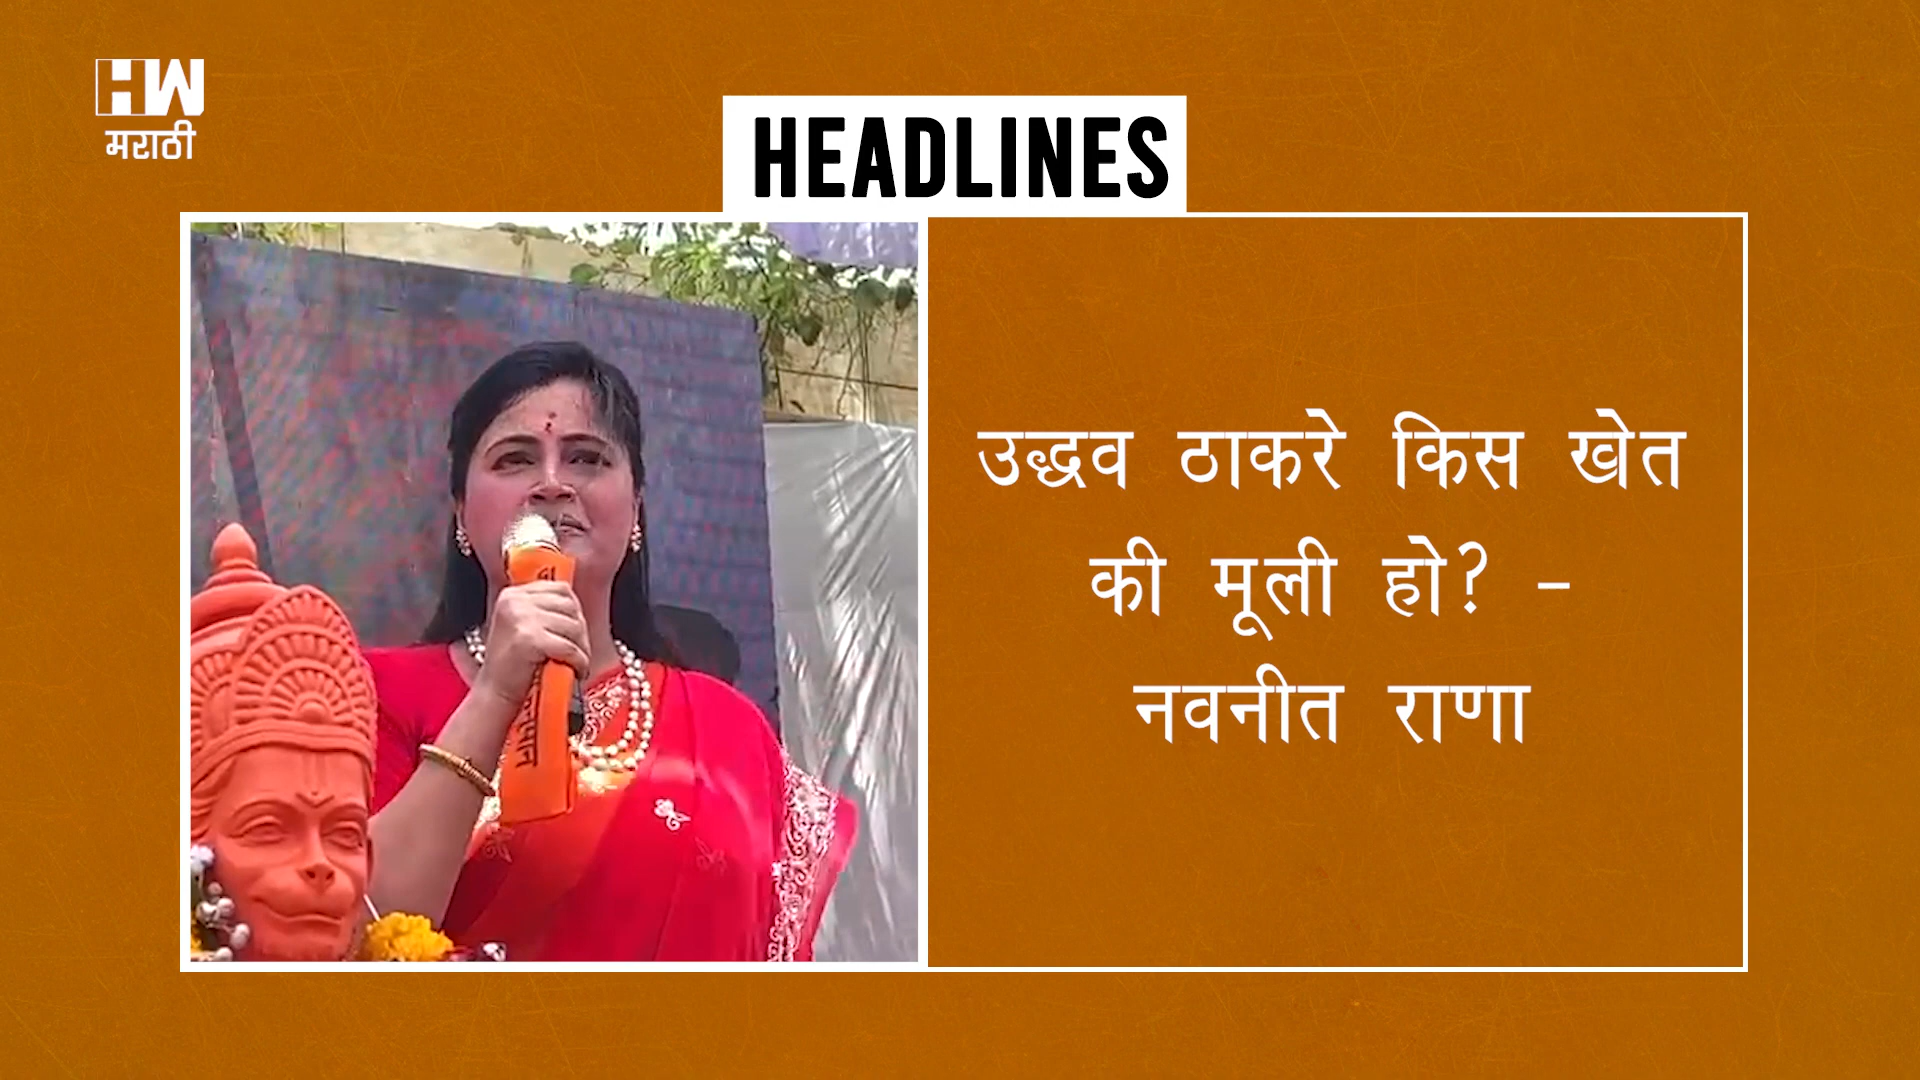 HW
मराठी
HEADLINES
उद्धव ठाकरे किस खेत
की मूली हो? -
नवनीत राणा